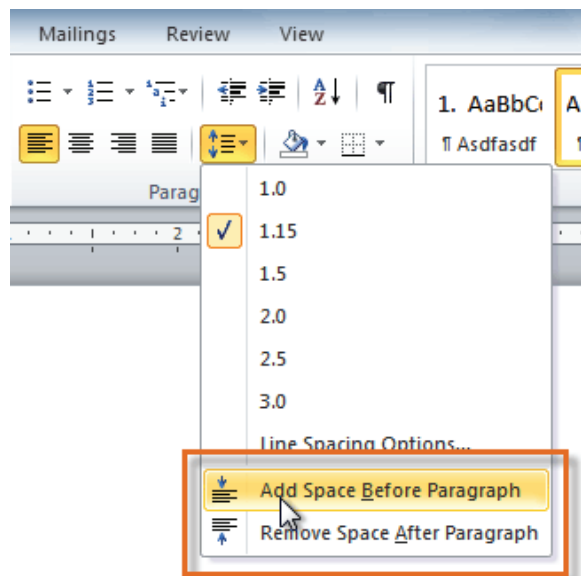 Mailings Review View
1. AaBbC
¶ Asdfasdf
Parag
2
1.0
1.15
1.5
2.0
2.5
3.0
Line Spacing Options...
Add Space Before Paragraph
Remove Space After Paragraph